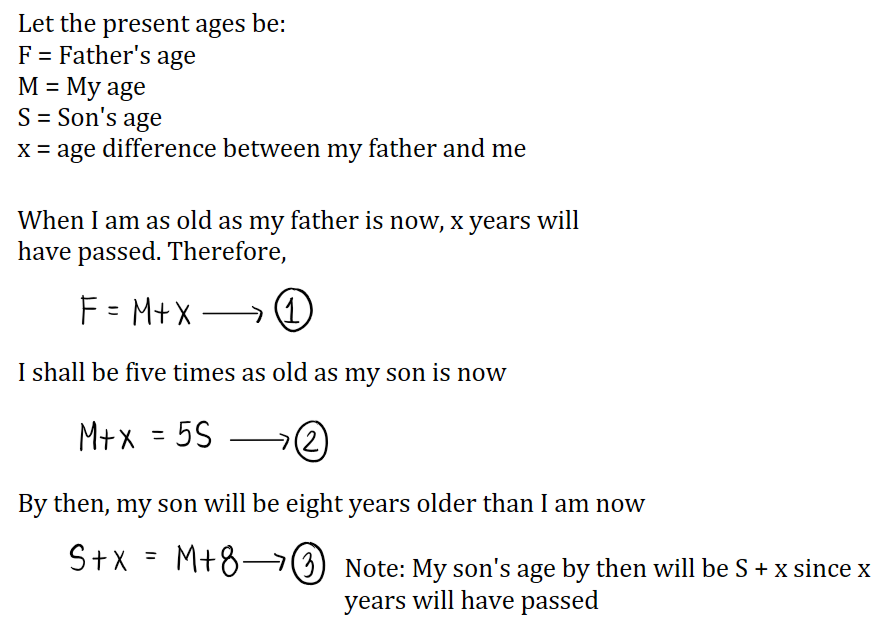 Let the present ages be:
F = Father's age
M = My age
S = Son's age
x = age difference between my father and me
When I am as old as my father is now, x years will
have passed. Therefore,
F = M+x ⟶ ①
I shall be five times as old as my son is now
M+x = 5S ⟶ ②
By then, my son will be eight years older than I am now
S+x = M+8 ⟶ ③
Note: My son's age by then will be S + x since x
years will have passed